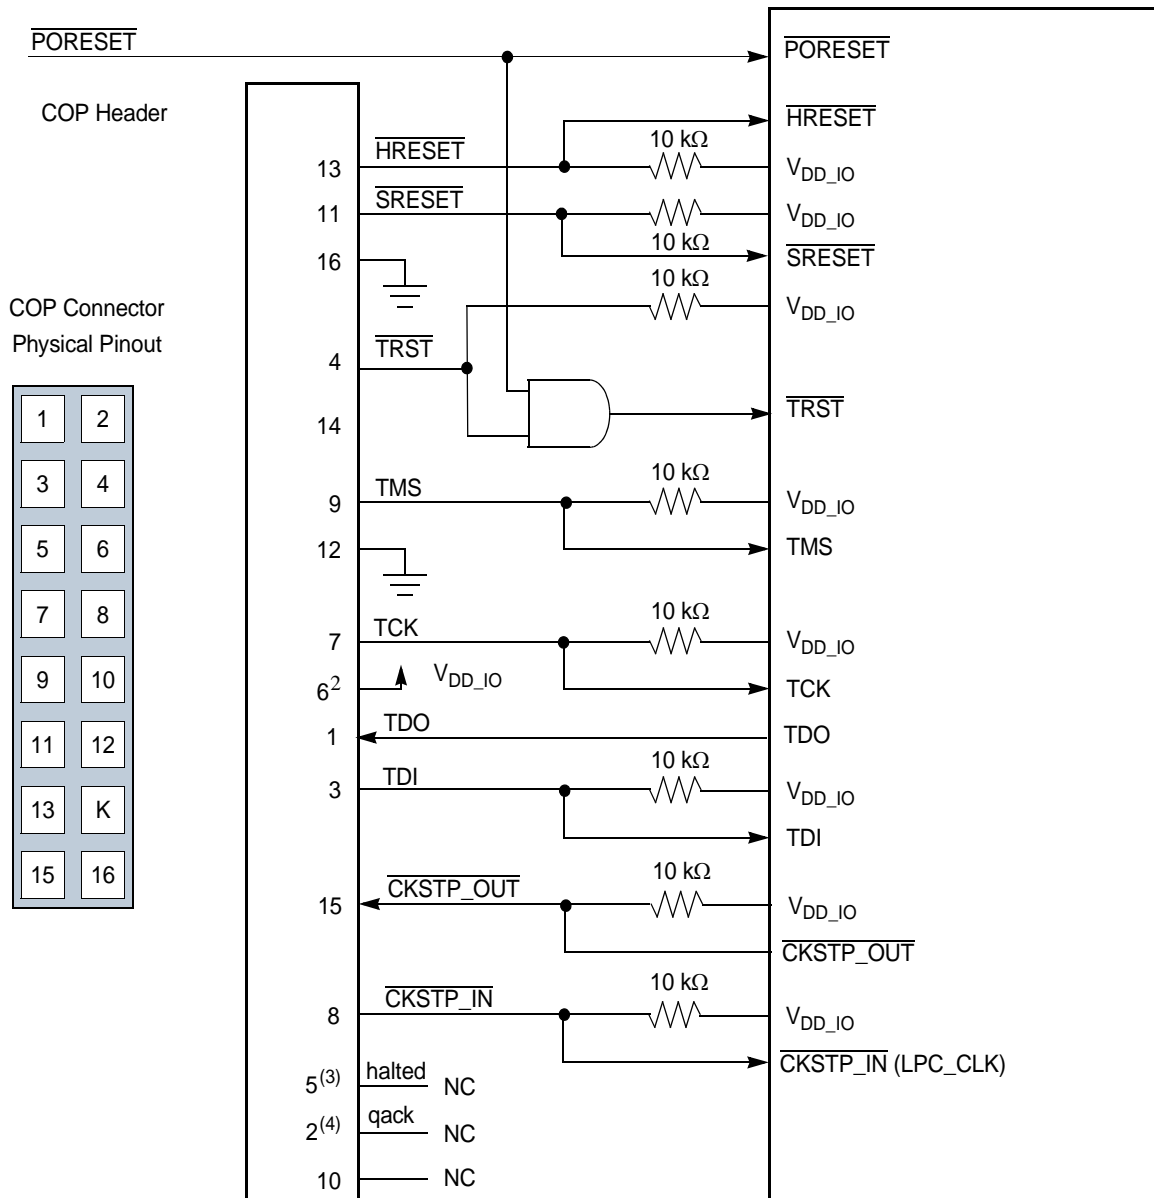 PORESET
PORESET
COP Header
HRESET
10 kΩ
13
HRESET
VDD_IO
11
SRESET
VDD_IO
10 kΩ
SRESET
16
10 kΩ
VDD_IO
COP Connector
Physical Pinout
4
TRST
14
TRST
1 2
3 4
5 6
7 8
9 10
11 12
13 K
15 16
10 kΩ
9
TMS
VDD_IO
12
TMS
10 kΩ
7
TCK
VDD_IO
6²
VDD_IO
TCK
1
TDO
TDO
10 kΩ
3
TDI
VDD_IO
TDI
10 kΩ
15
CKSTP_OUT
VDD_IO
CKSTP_OUT
10 kΩ
8
CKSTP_IN
VDD_IO
CKSTP_IN (LPC_CLK)
5(3)
halted
NC
2(4)
qack
NC
10
NC